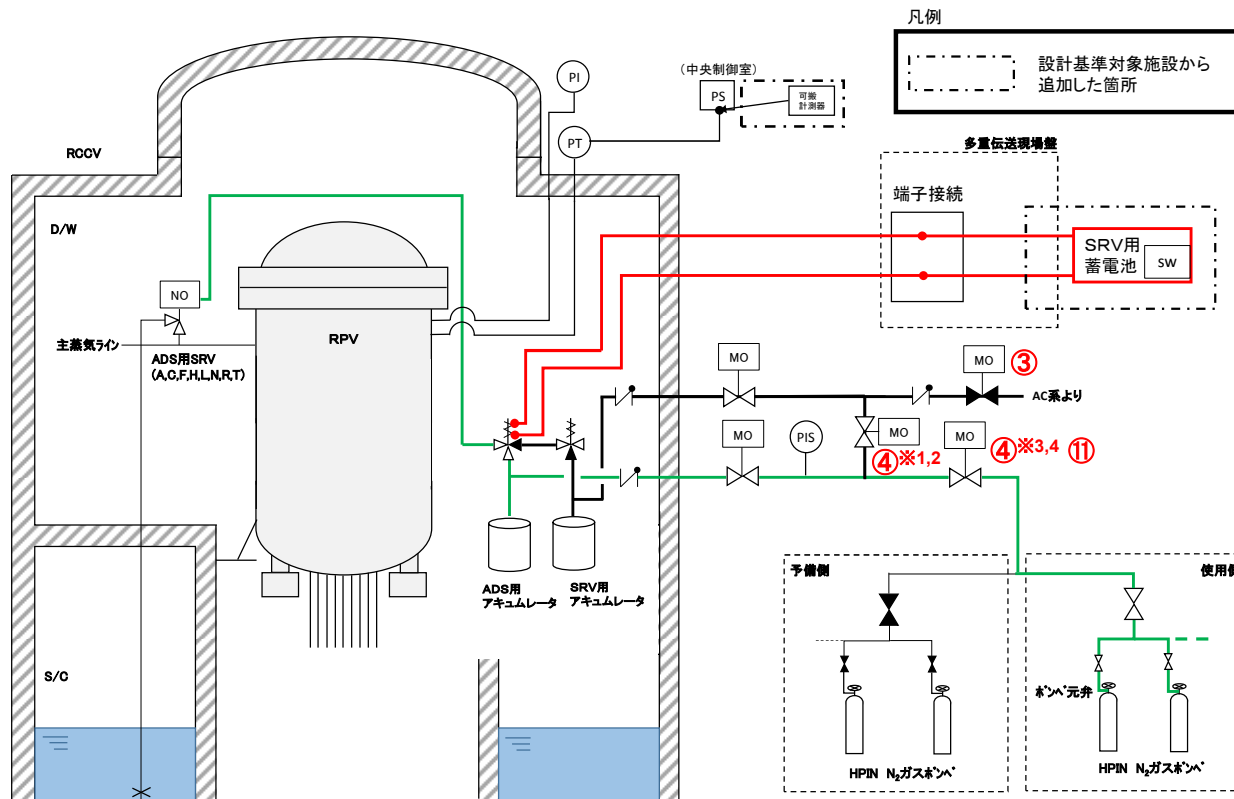 凡例
設計基準対象施設から
追加した箇所
PI
(中央制御室)
PS
可搬
計測器
PT
RCCV
多重伝送現場盤
端子接続
D/W
SRV用
蓄電池
SW
NO
RPV
主蒸気ライン
ADS用SRV
(A,C,F,H,L,N,R,T)
MO
MO
③
AC系より
MO
PIS
MO
④※1,2
MO
④※3,4
⑪
予備側
使用側
ADS用
アキュムレータ
SRV用
アキュムレータ
S/C
ボンベ元弁
HPIN N₂ガスボンベ
HPIN N₂ガスボンベ